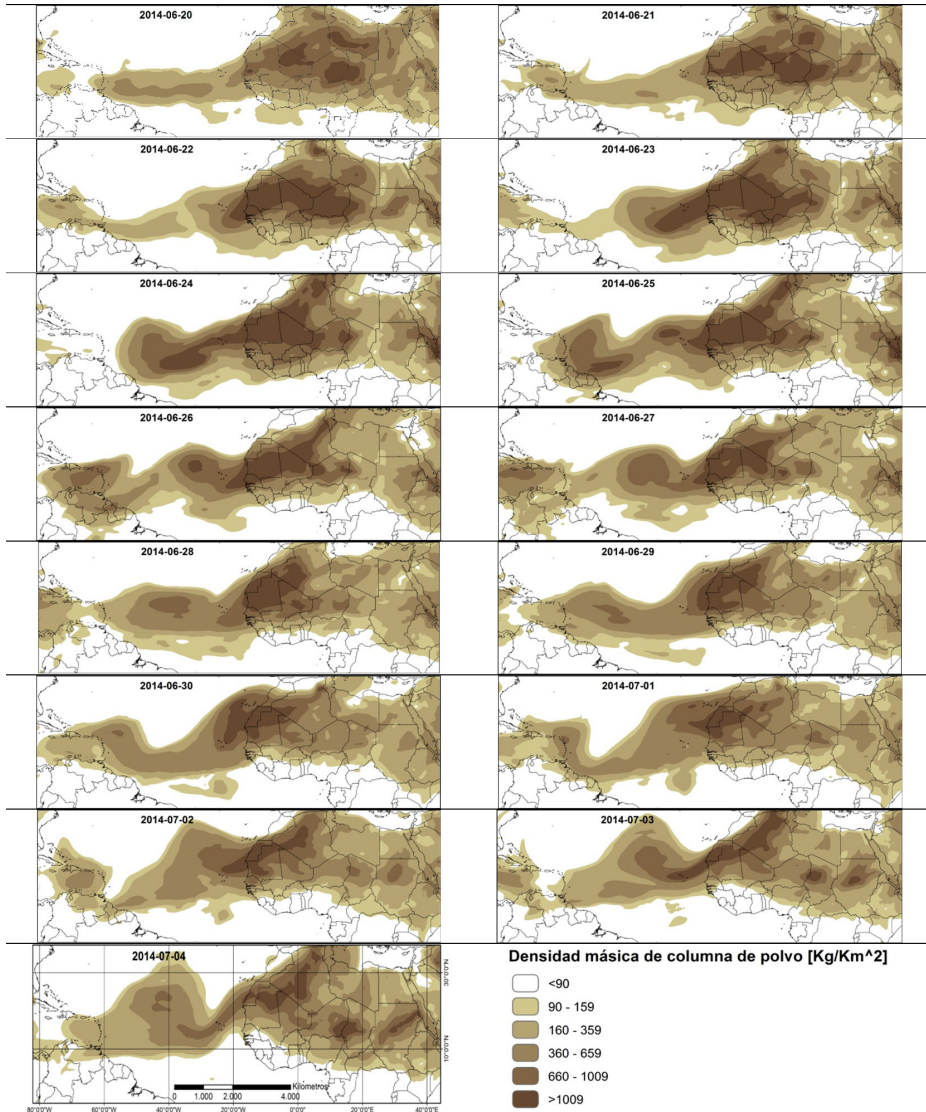 2014-06-20
2014-06-21
2014-06-22
2014-06-23
2014-06-24
2014-06-25
2014-06-26
2014-06-27
2014-06-28
2014-06-29
2014-06-30
2014-07-01
2014-07-02
2014-07-03
2014-07-04
30°0'0"N
10°0'0"N
Kilómetros
0 1.000 2.000 4.000
80°0'0"W 60°0'0"W 40°0'0"W 20°0'0"W 0°0'0" 20°0'0"E 40°0'0"E
Densidad másica de columna de polvo [Kg/Km^2]
<90
90 - 159
160 - 359
360 - 659
660 - 1009
>1009